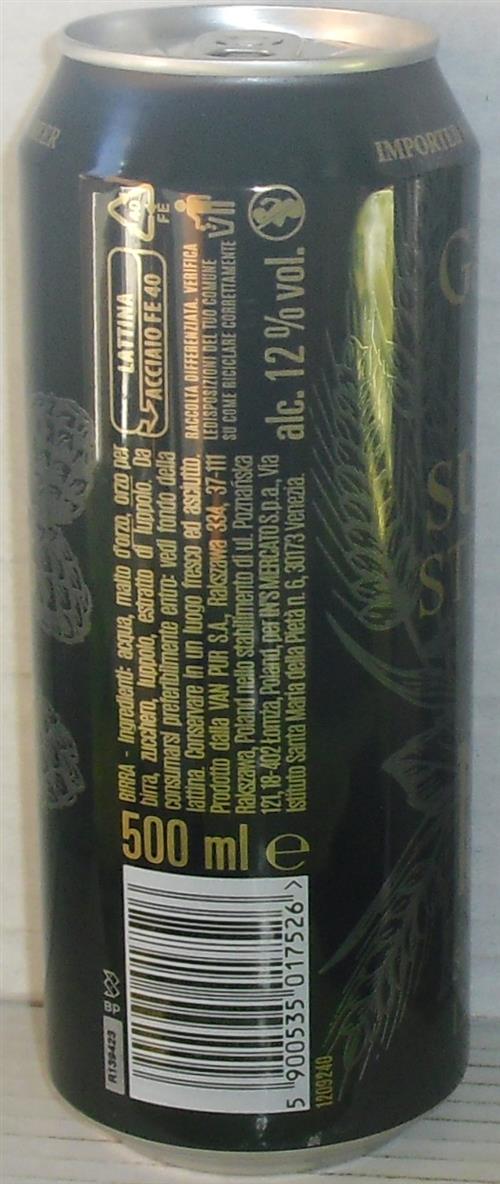 IMPORTED
40
FE
LATTINA
ACCIAIO FE 40
RACCOLTA DIFFERENZIATA. VERIFICA
LE DISPOSIZIONI DEL TUO COMUNE
SU COME RICICLARE CORRETTAMENTE
alc. 12 % vol.
BIRRA - Ingredienti: acqua, malto d'orzo, orzo per
birra, zucchero, luppolo, estratto di luppolo. Da
consumarsi preferibilmente entro: vedi fondo della
lattina. Conservare in un luogo fresco ed asciutto.
Prodotto dalla VAN PUR S.A., Rakszawa 334, 37-111
Rakszawa, Poland nello stabilimento di ul. Poznańska
121, 18-402 Łomża, Poland, per IN'S MERCATO S.p.a., Via
Istituto Santa Maria della Pietà n. 6, 30173 Venezia.
500 ml e
5 900535 017526 >
1209240
R139423
BP
G
SU
ST